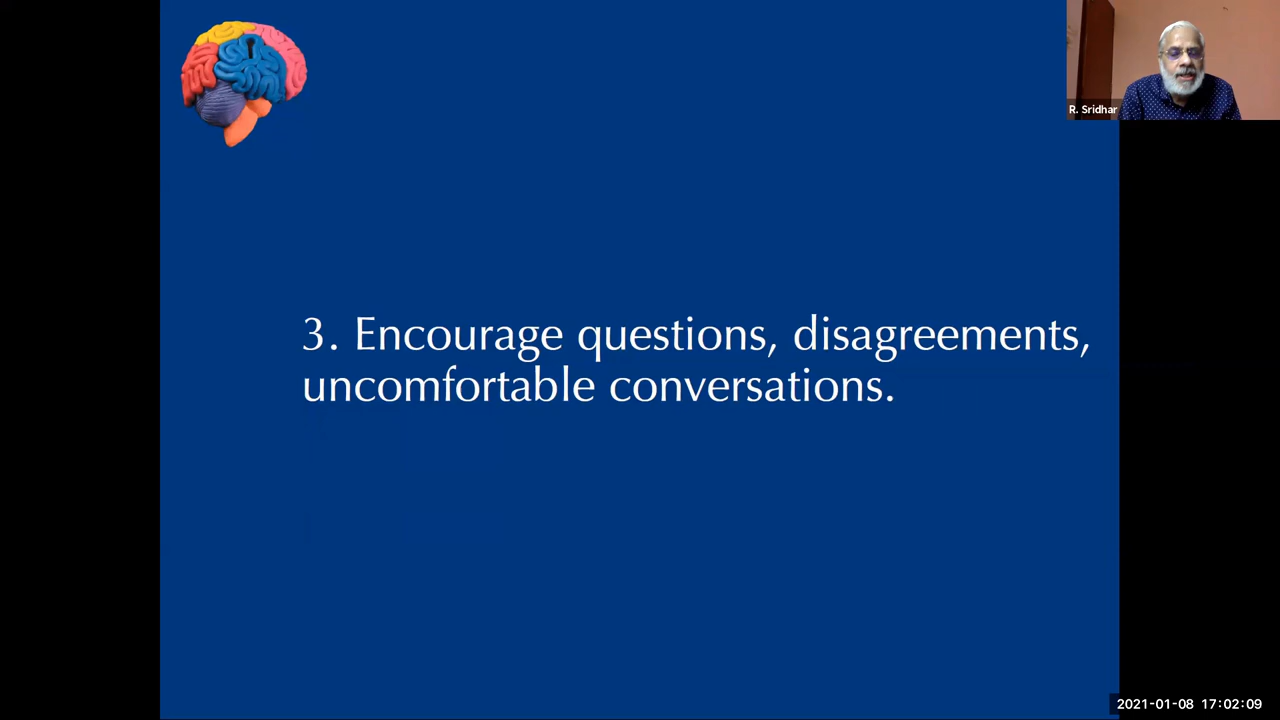 R. Sridhar
3. Encourage questions, disagreements,
uncomfortable conversations.
2021-01-08 17:02:09